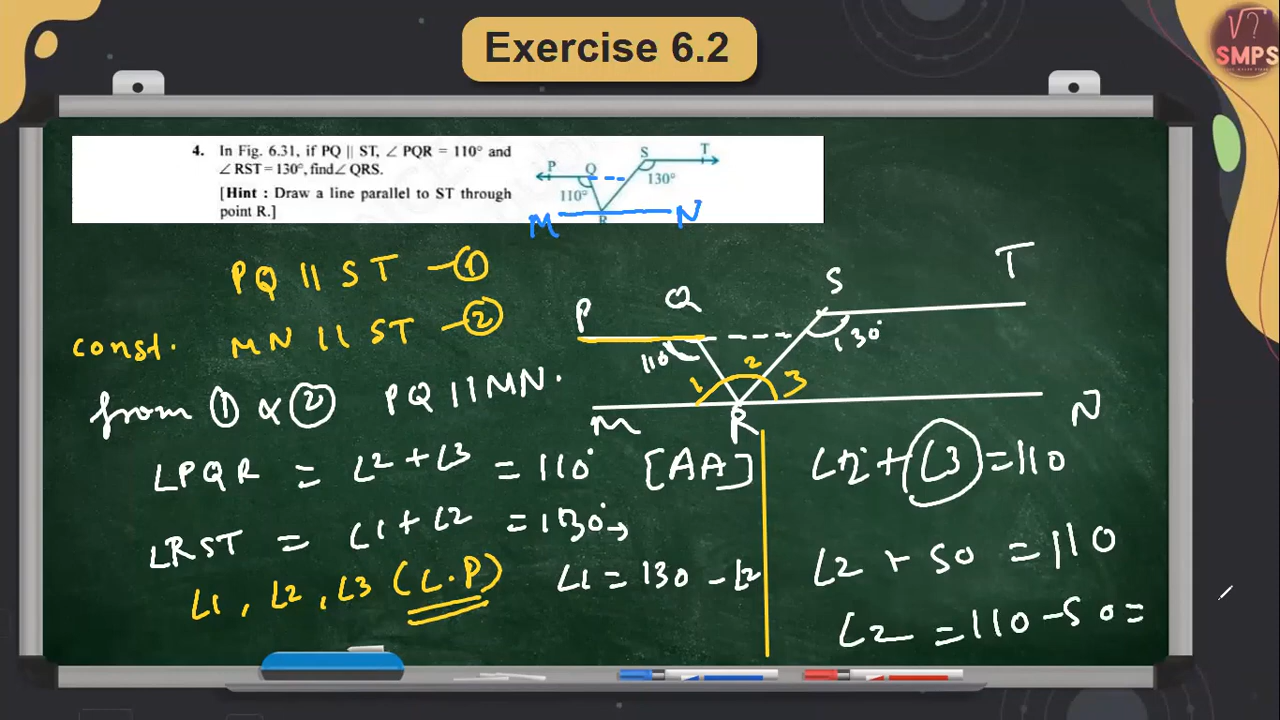 Exercise 6.2
√?
SMPS
4. In Fig. 6.31, if PQ || ST, ∠ PQR = 110° and
∠ RST = 130°, find ∠ QRS.
[Hint : Draw a line parallel to ST through
point R.]
P Q S T
110° 130°
R
M N
PQ || ST - ①
const. MN || ST - ②
from ① & ② PQ || MN.
∠PQR = ∠2 + ∠3 = 110° [AA]
∠RST = ∠1 + ∠2 = 130°
∠1, ∠2, ∠3 (L.P)
∠1 = 130 - ∠2
P Q S T
110 130°
1 2 3
M R N
∠2 + ∠3 = 110
∠2 + 50 = 110
∠2 = 110 - 50 =